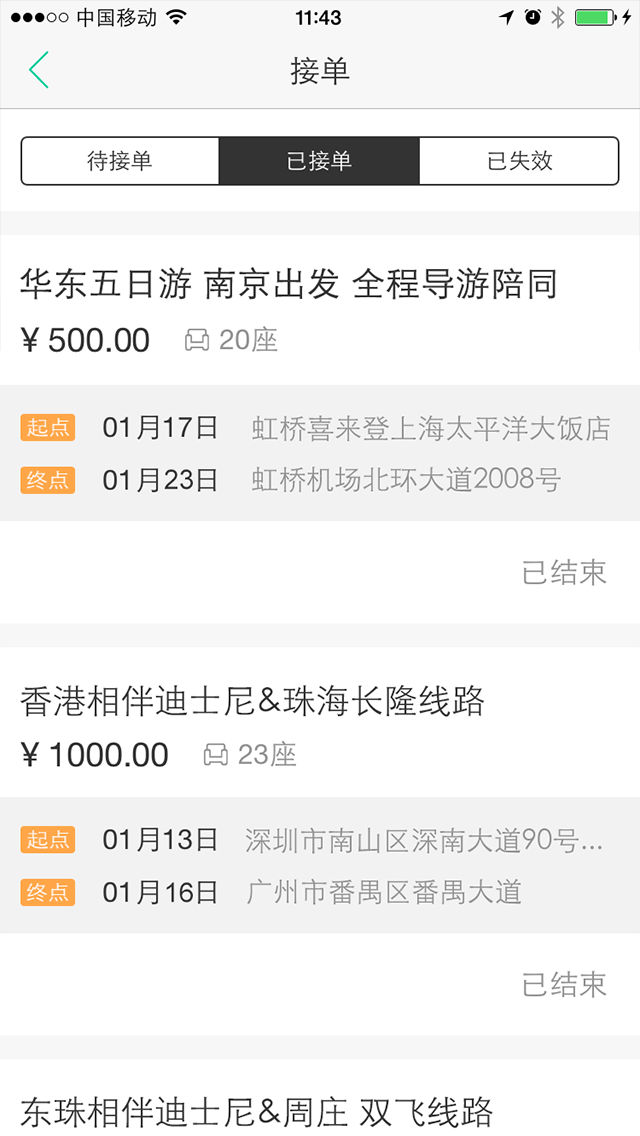 中国移动 11:43
接单
待接单 已接单 已失效
华东五日游 南京出发 全程导游陪同
¥ 500.00 20座
起点 01月17日 虹桥喜来登上海太平洋大饭店
终点 01月23日 虹桥机场北环大道2008号
已结束
香港相伴迪士尼&珠海长隆线路
¥ 1000.00 23座
起点 01月13日 深圳市南山区深南大道90号...
终点 01月16日 广州市番禺区番禺大道
已结束
东珠相伴迪士尼&周庄 双飞线路